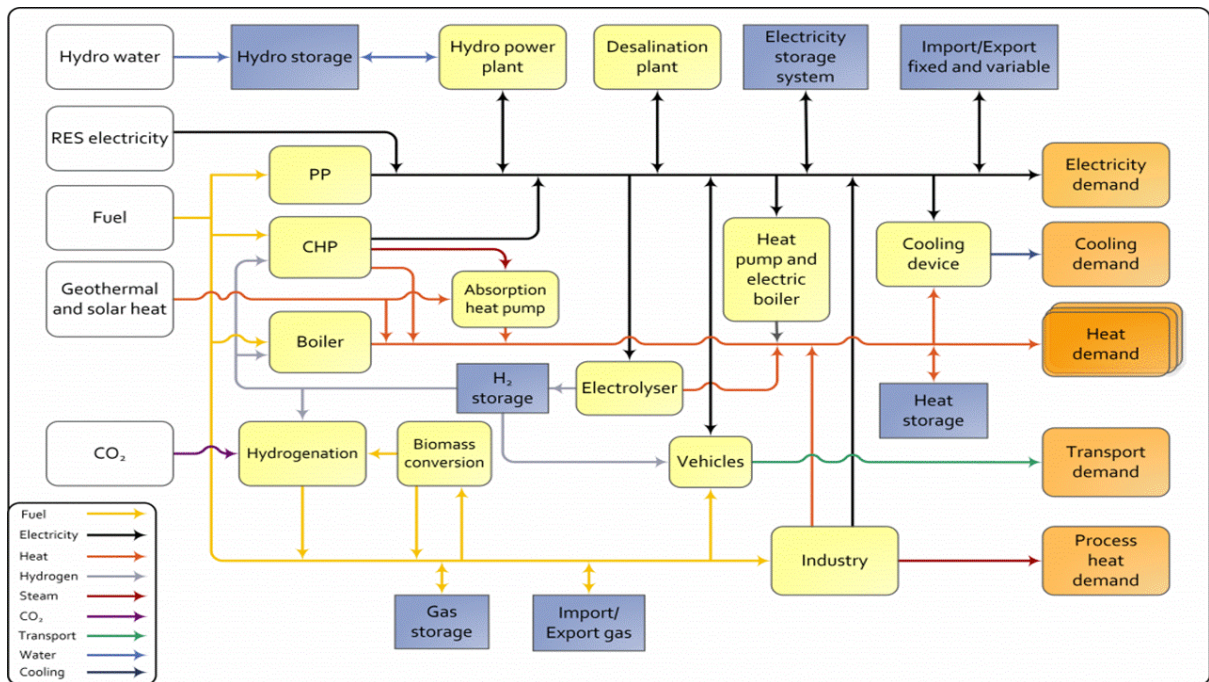 Hydro water
Hydro storage
Hydro power
plant
Desalination
plant
Electricity
storage
system
Import/Export
fixed and variable
RES electricity
PP
Electricity
demand
Fuel
CHP
Heat
pump and
electric
boiler
Cooling
device
Cooling
demand
Geothermal
and solar heat
Absorption
heat pump
Boiler
Heat
demand
H₂
storage
Electrolyser
Heat
storage
CO₂
Hydrogenation
Biomass
conversion
Vehicles
Transport
demand
Fuel
Electricity
Heat
Hydrogen
Steam
CO₂
Transport
Water
Cooling
Industry
Process
heat
demand
Gas
storage
Import/
Export gas